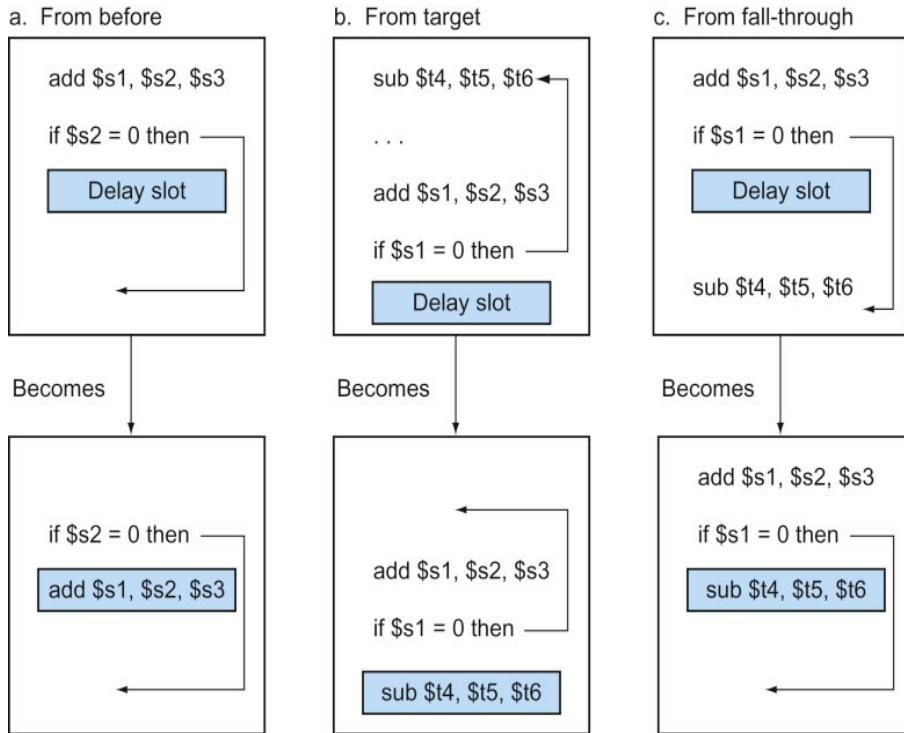 a. From before
add $s1, $s2, $s3
if $s2 = 0 then
Delay slot
Becomes
if $s2 = 0 then
add $s1, $s2, $s3
b. From target
sub $t4, $t5, $t6
. . .
add $s1, $s2, $s3
if $s1 = 0 then
Delay slot
Becomes
add $s1, $s2, $s3
if $s1 = 0 then
sub $t4, $t5, $t6
c. From fall-through
add $s1, $s2, $s3
if $s1 = 0 then
Delay slot
sub $t4, $t5, $t6
Becomes
add $s1, $s2, $s3
if $s1 = 0 then
sub $t4, $t5, $t6